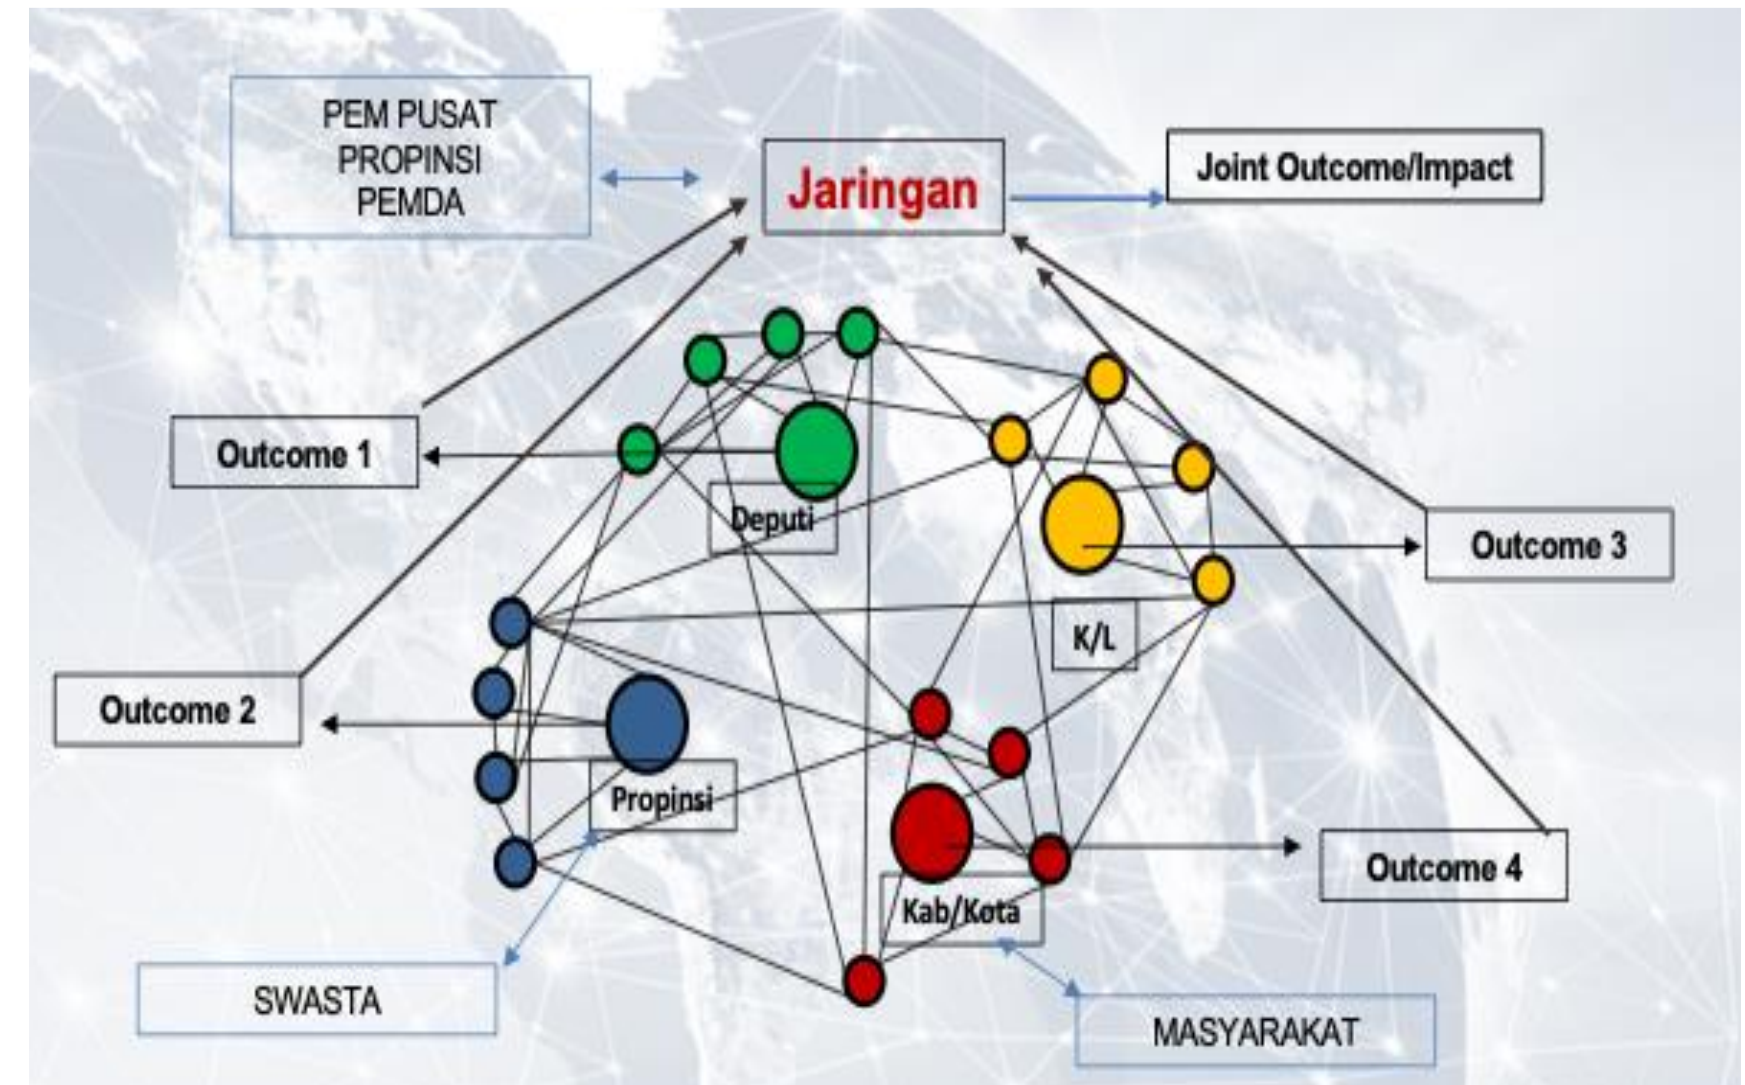 PEM PUSAT
PROPINSI
PEMDA
Jaringan
Joint Outcome/Impact
Outcome 1
Deputi
Outcome 3
K/L
Outcome 2
Propinsi
Outcome 4
Kab/Kota
SWASTA
MASYARAKAT